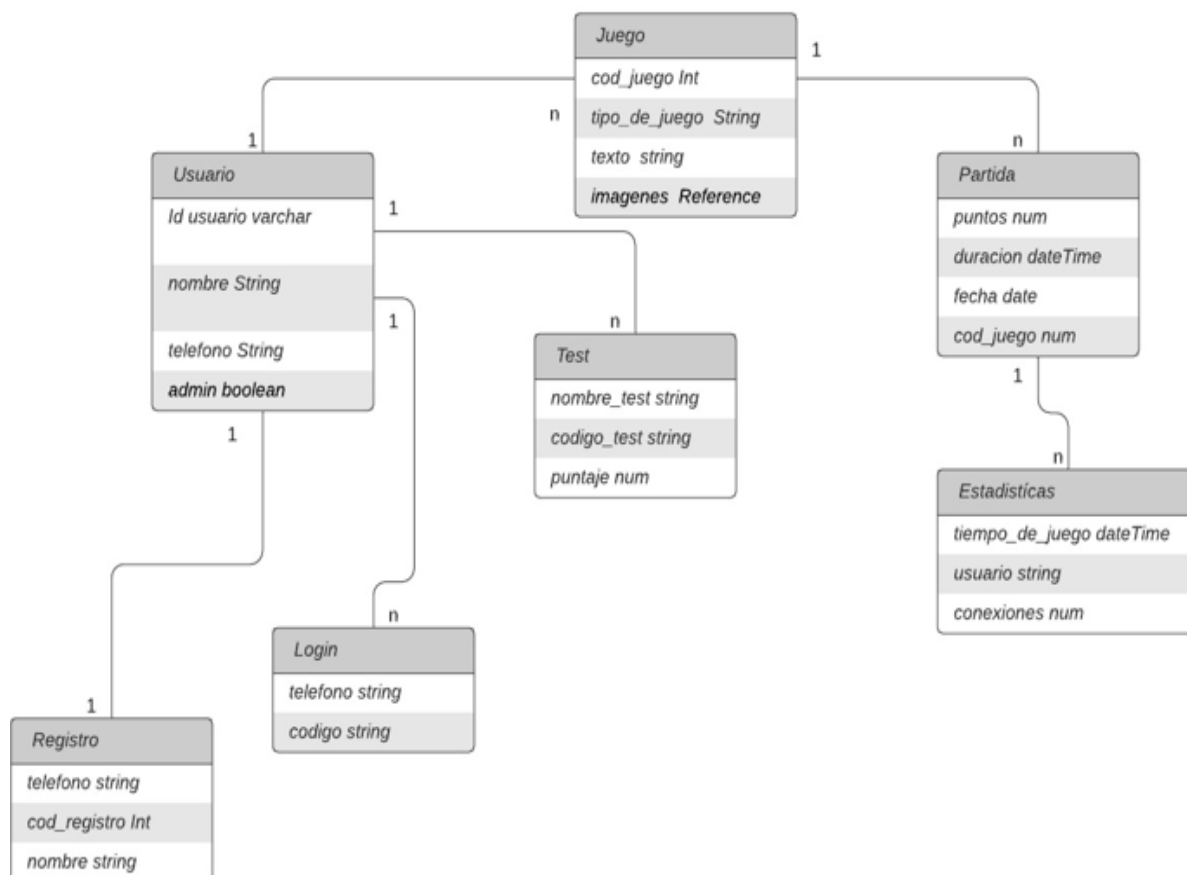 Juego
cod_juego Int
tipo_de_juego String
texto string
imagenes Reference
1
n
1
n
Usuario
Id usuario varchar
nombre String
telefono String
admin boolean
1
1
1
n
Test
nombre_test string
codigo_test string
puntaje num
Partida
puntos num
duracion dateTime
fecha date
cod_juego num
1
n
Estadistícas
tiempo_de_juego dateTime
usuario string
conexiones num
n
Login
telefono string
codigo string
1
Registro
telefono string
cod_registro Int
nombre string